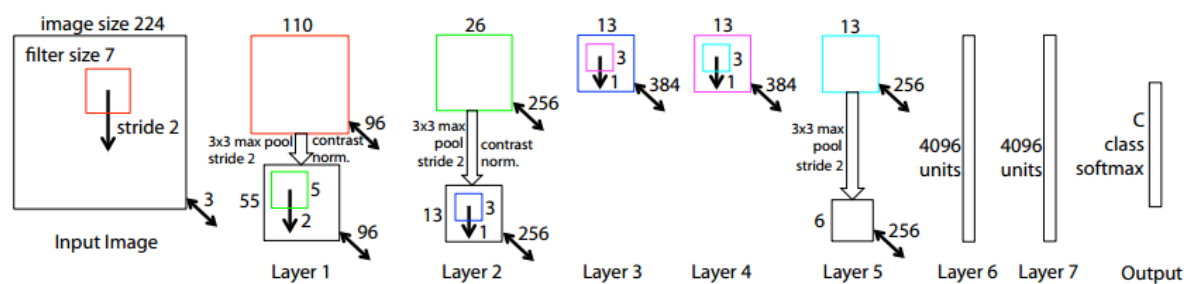 image size 224
filter size 7
stride 2
3
Input Image
110
96
3x3 max pool
stride 2
contrast
norm.
55
5
2
96
Layer 1
26
256
3x3 max
pool
stride 2
contrast
norm.
13
3
1
256
Layer 2
13
3
1
384
Layer 3
13
3
1
384
Layer 4
13
256
3x3 max
pool
stride 2
6
256
Layer 5
4096
units
Layer 6
4096
units
Layer 7
C
class
softmax
Output